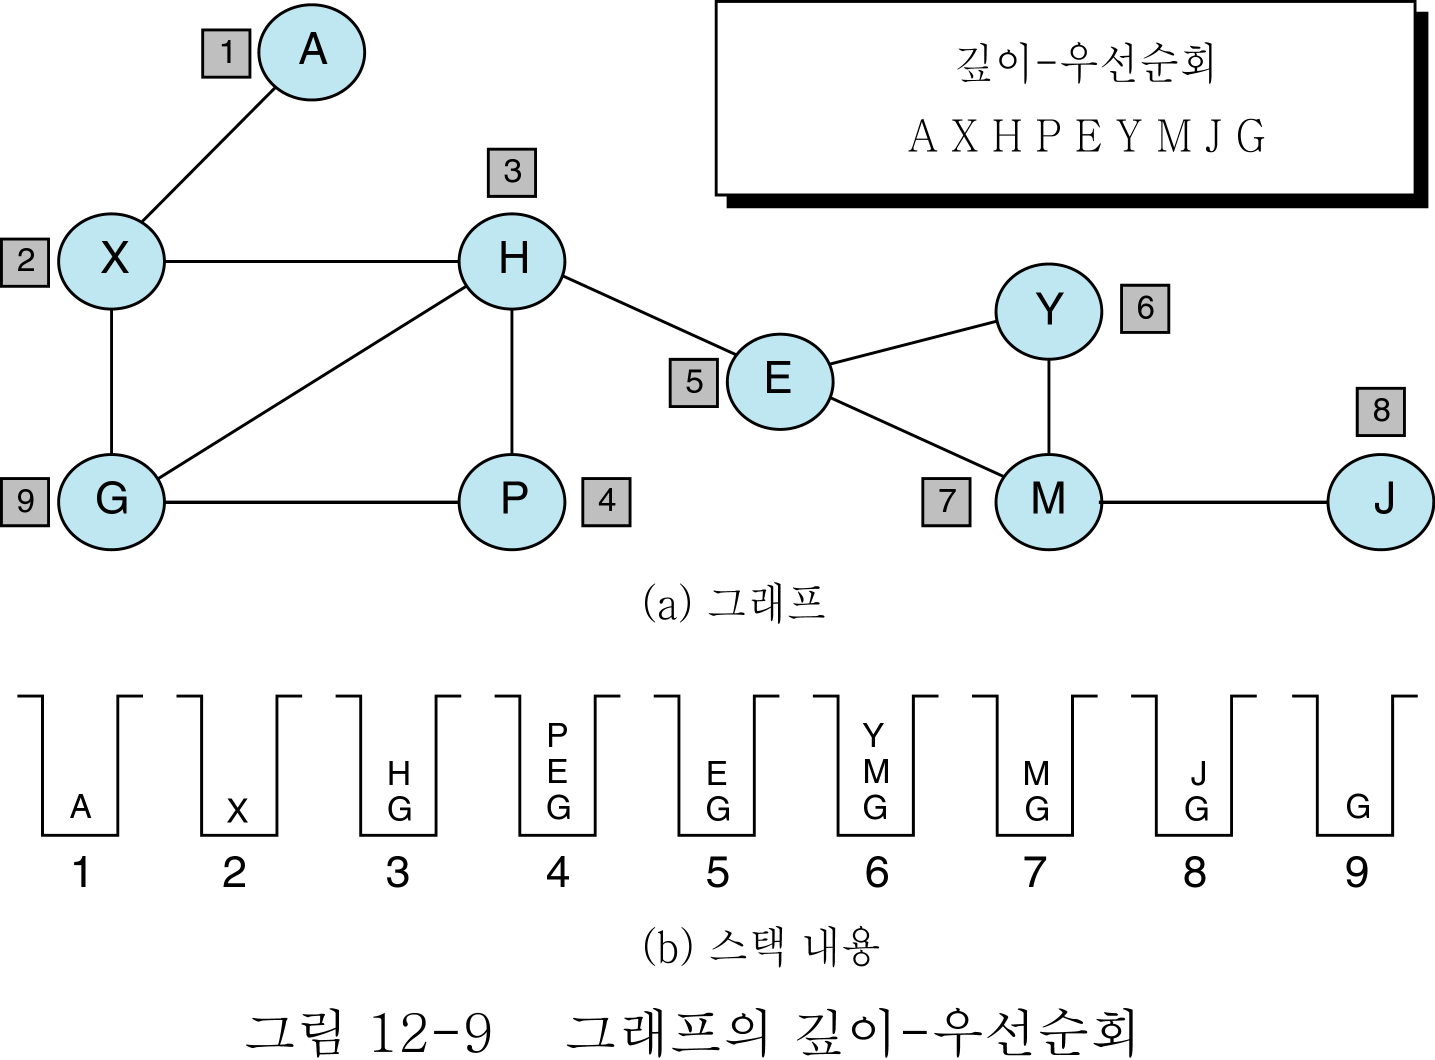 1 A
깊이-우선순회
A X H P E Y M J G
3
2 X H
Y 6
5 E
8
9 G P 4 7 M J
(a) 그래프
A X H G P E G E G Y M G M G J G G
1 2 3 4 5 6 7 8 9
(b) 스택 내용
그림 12-9 그래프의 깊이-우선순회